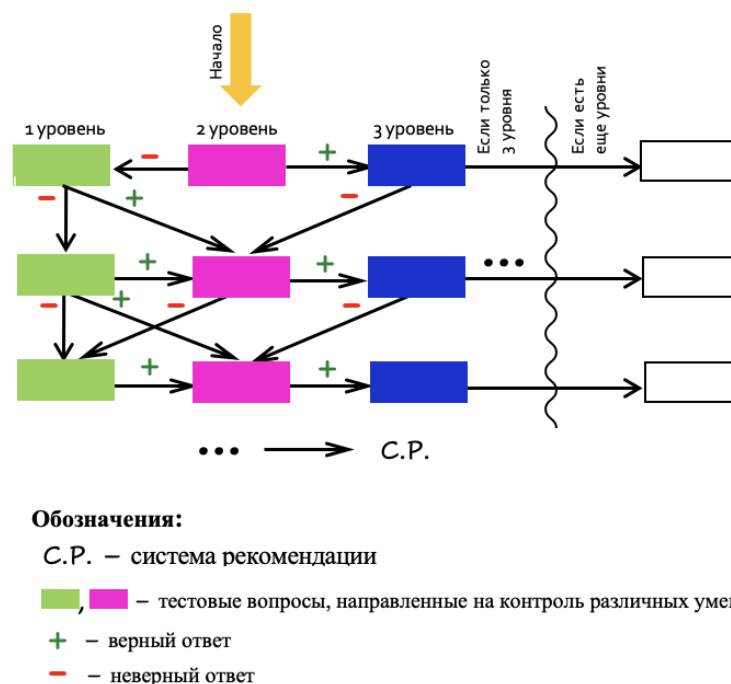 Начало
1 уровень
2 уровень
3 уровень
Если только
3 уровня
Если есть
еще уровни
– +
– + –
+ +
– + – –
+ +
... С.Р.
Обозначения:
С.Р. – система рекомендации
, – тестовые вопросы, направленные на контроль различных
+ – верный ответ
– – неверный ответ